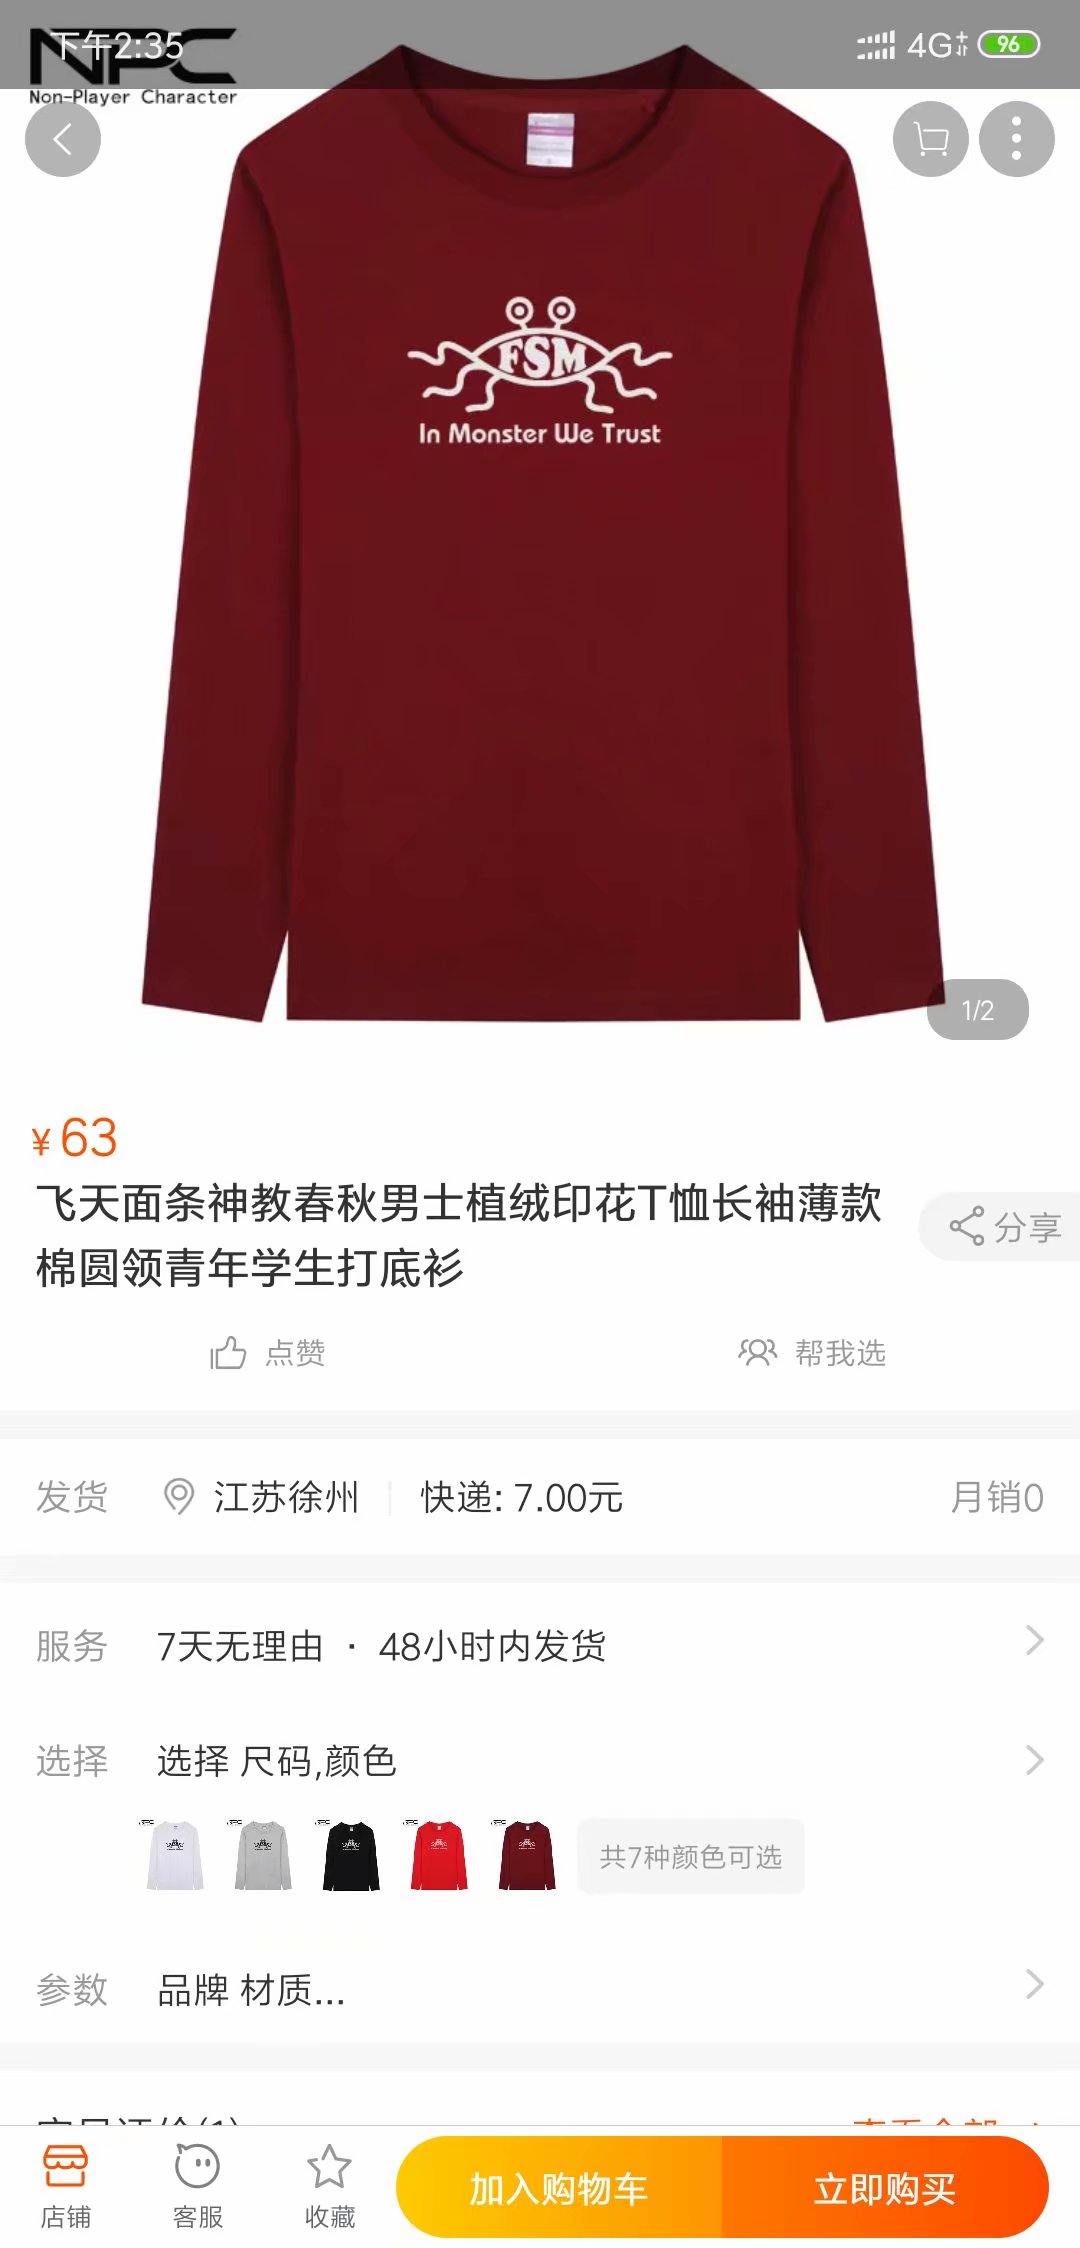 下午2:35
4G
96
NPC
Non-Player Character
FSM
In Monster We Trust
1/2
¥63
飞天面条神教春秋男士植绒印花T恤长袖薄款
棉圆领青年学生打底衫
分享
点赞
帮我选
发货 江苏徐州 快递: 7.00元 月销0
服务 7天无理由 · 48小时内发货
选择 选择 尺码,颜色
共7种颜色可选
参数 品牌 材质...
店铺
客服
收藏
加入购物车
立即购买